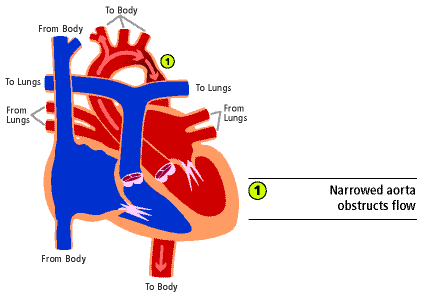 To Body
From Body
1
To Lungs
To Lungs
From
Lungs
From
Lungs
1
Narrowed aorta
obstructs flow
From Body
To Body